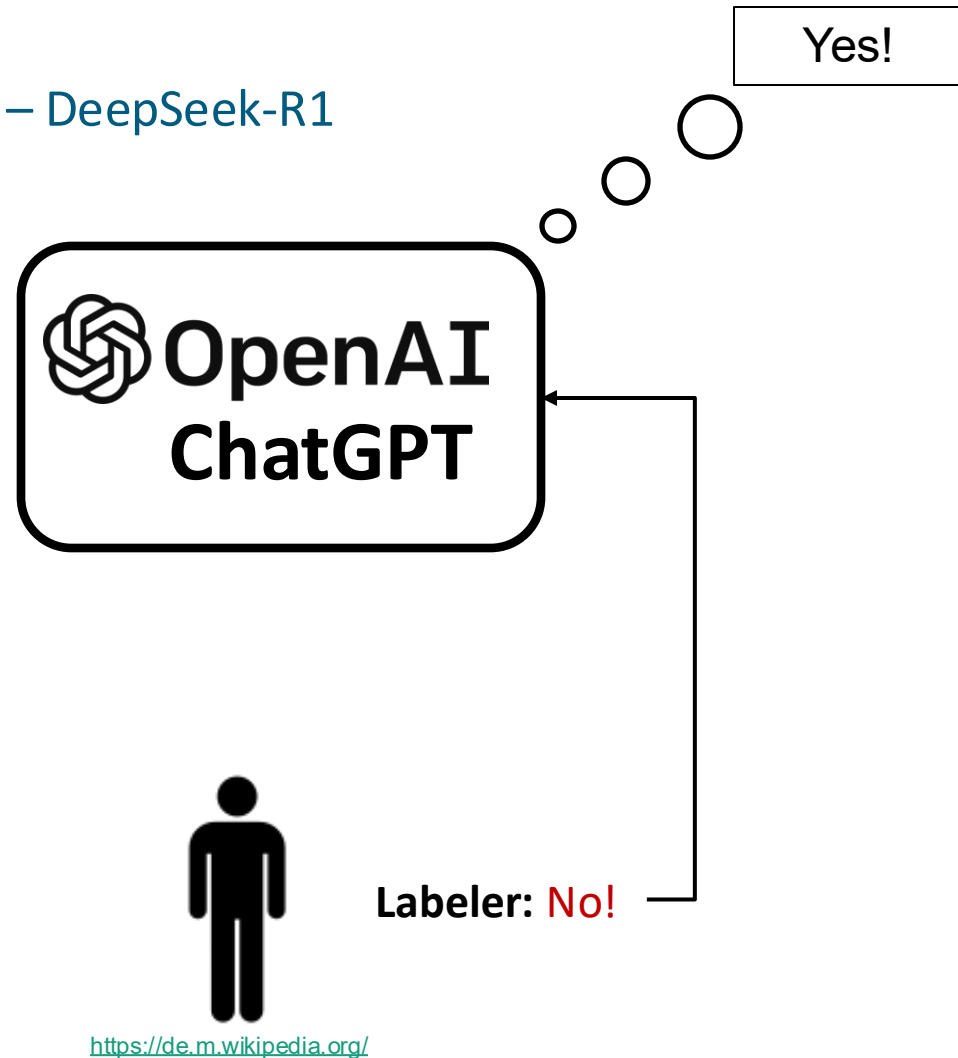 Yes!
– DeepSeek-R1
OpenAI
ChatGPT
Labeler: No!
https://de.m.wikipedia.org/